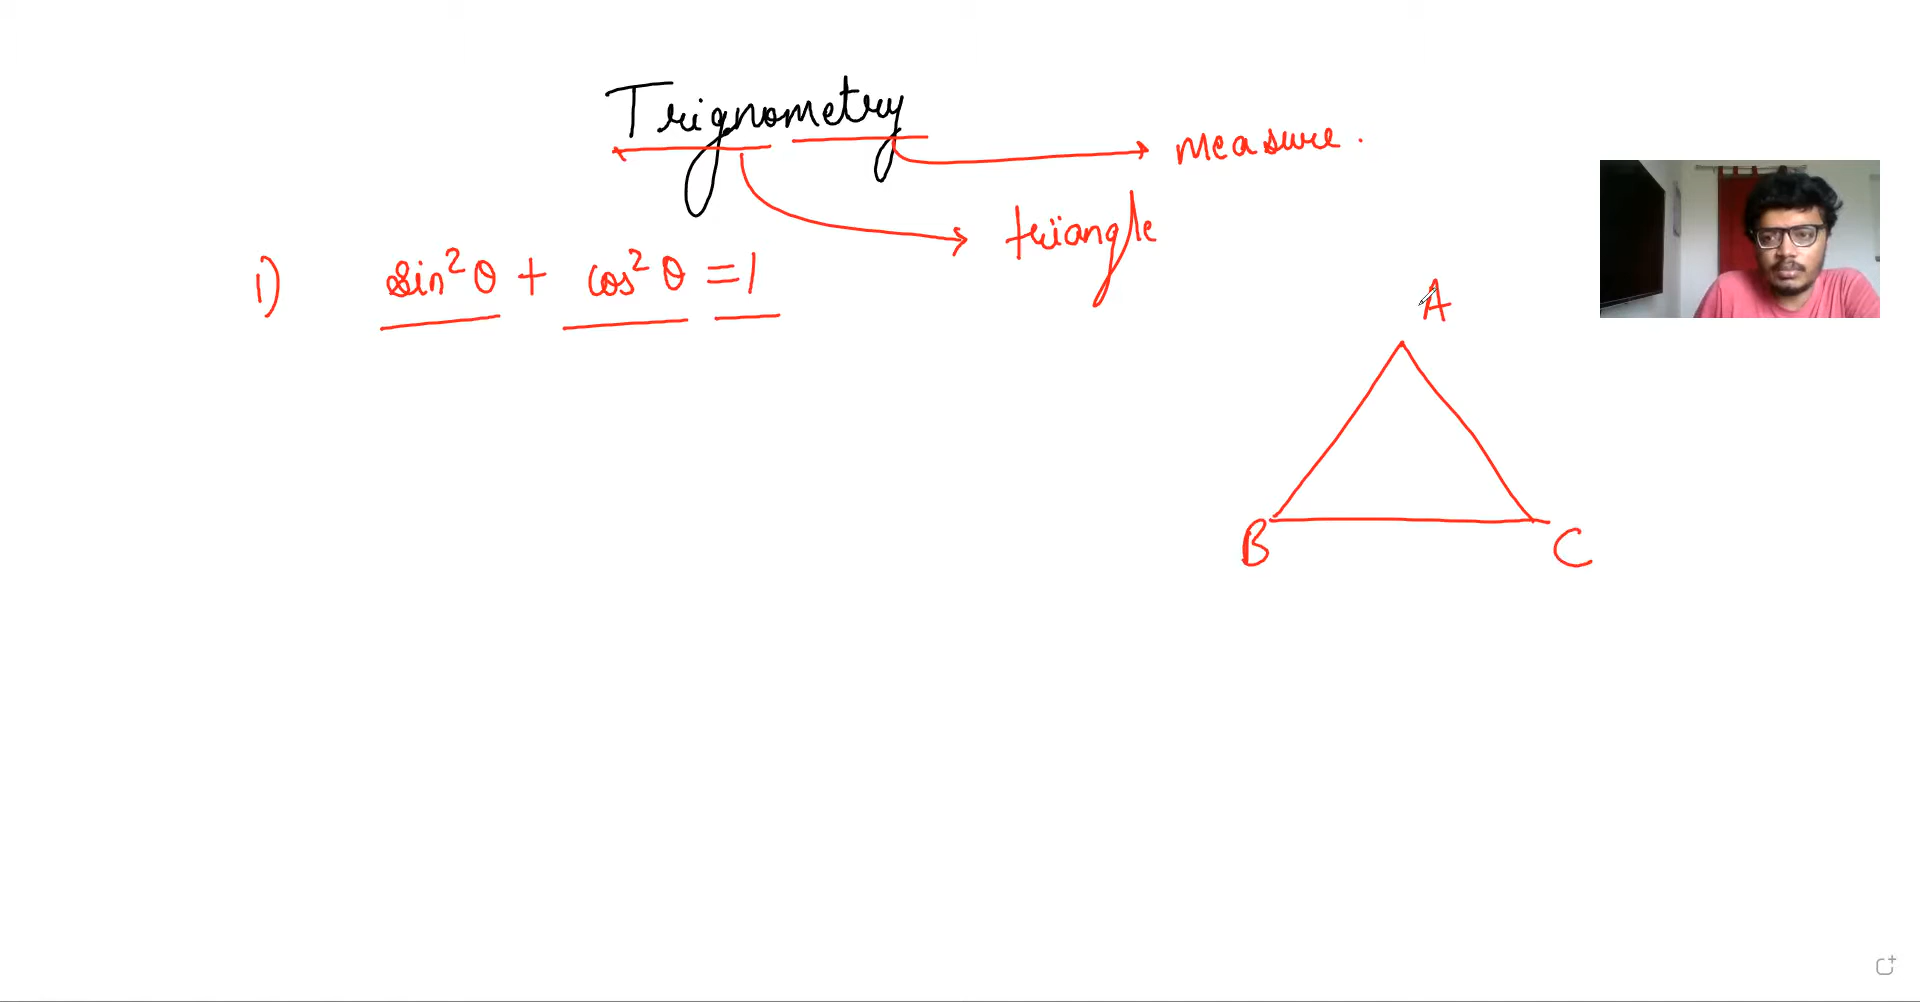 Trignometry
measure.
triangle
1) sin²θ + cos²θ = 1
A
B
C